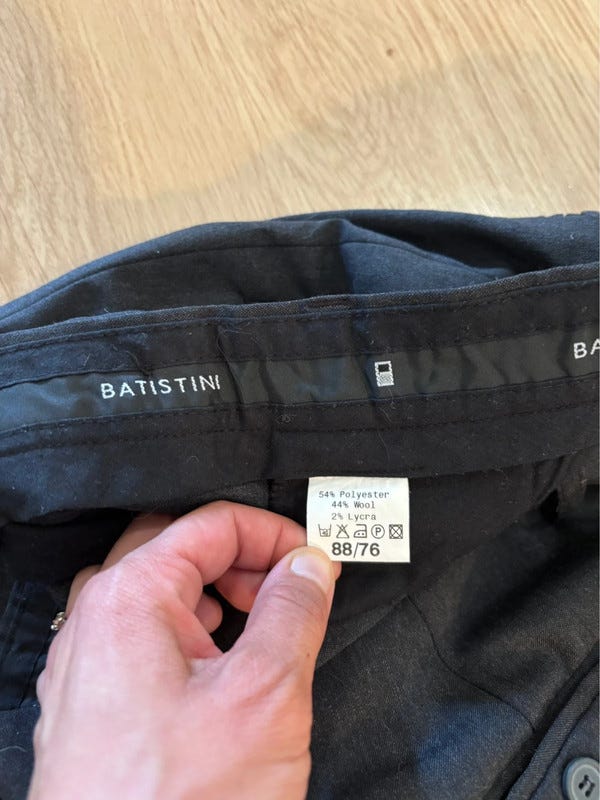 BATISTINI
BA
54% Polyester
44% Wool
2% Lycra
P
88/76